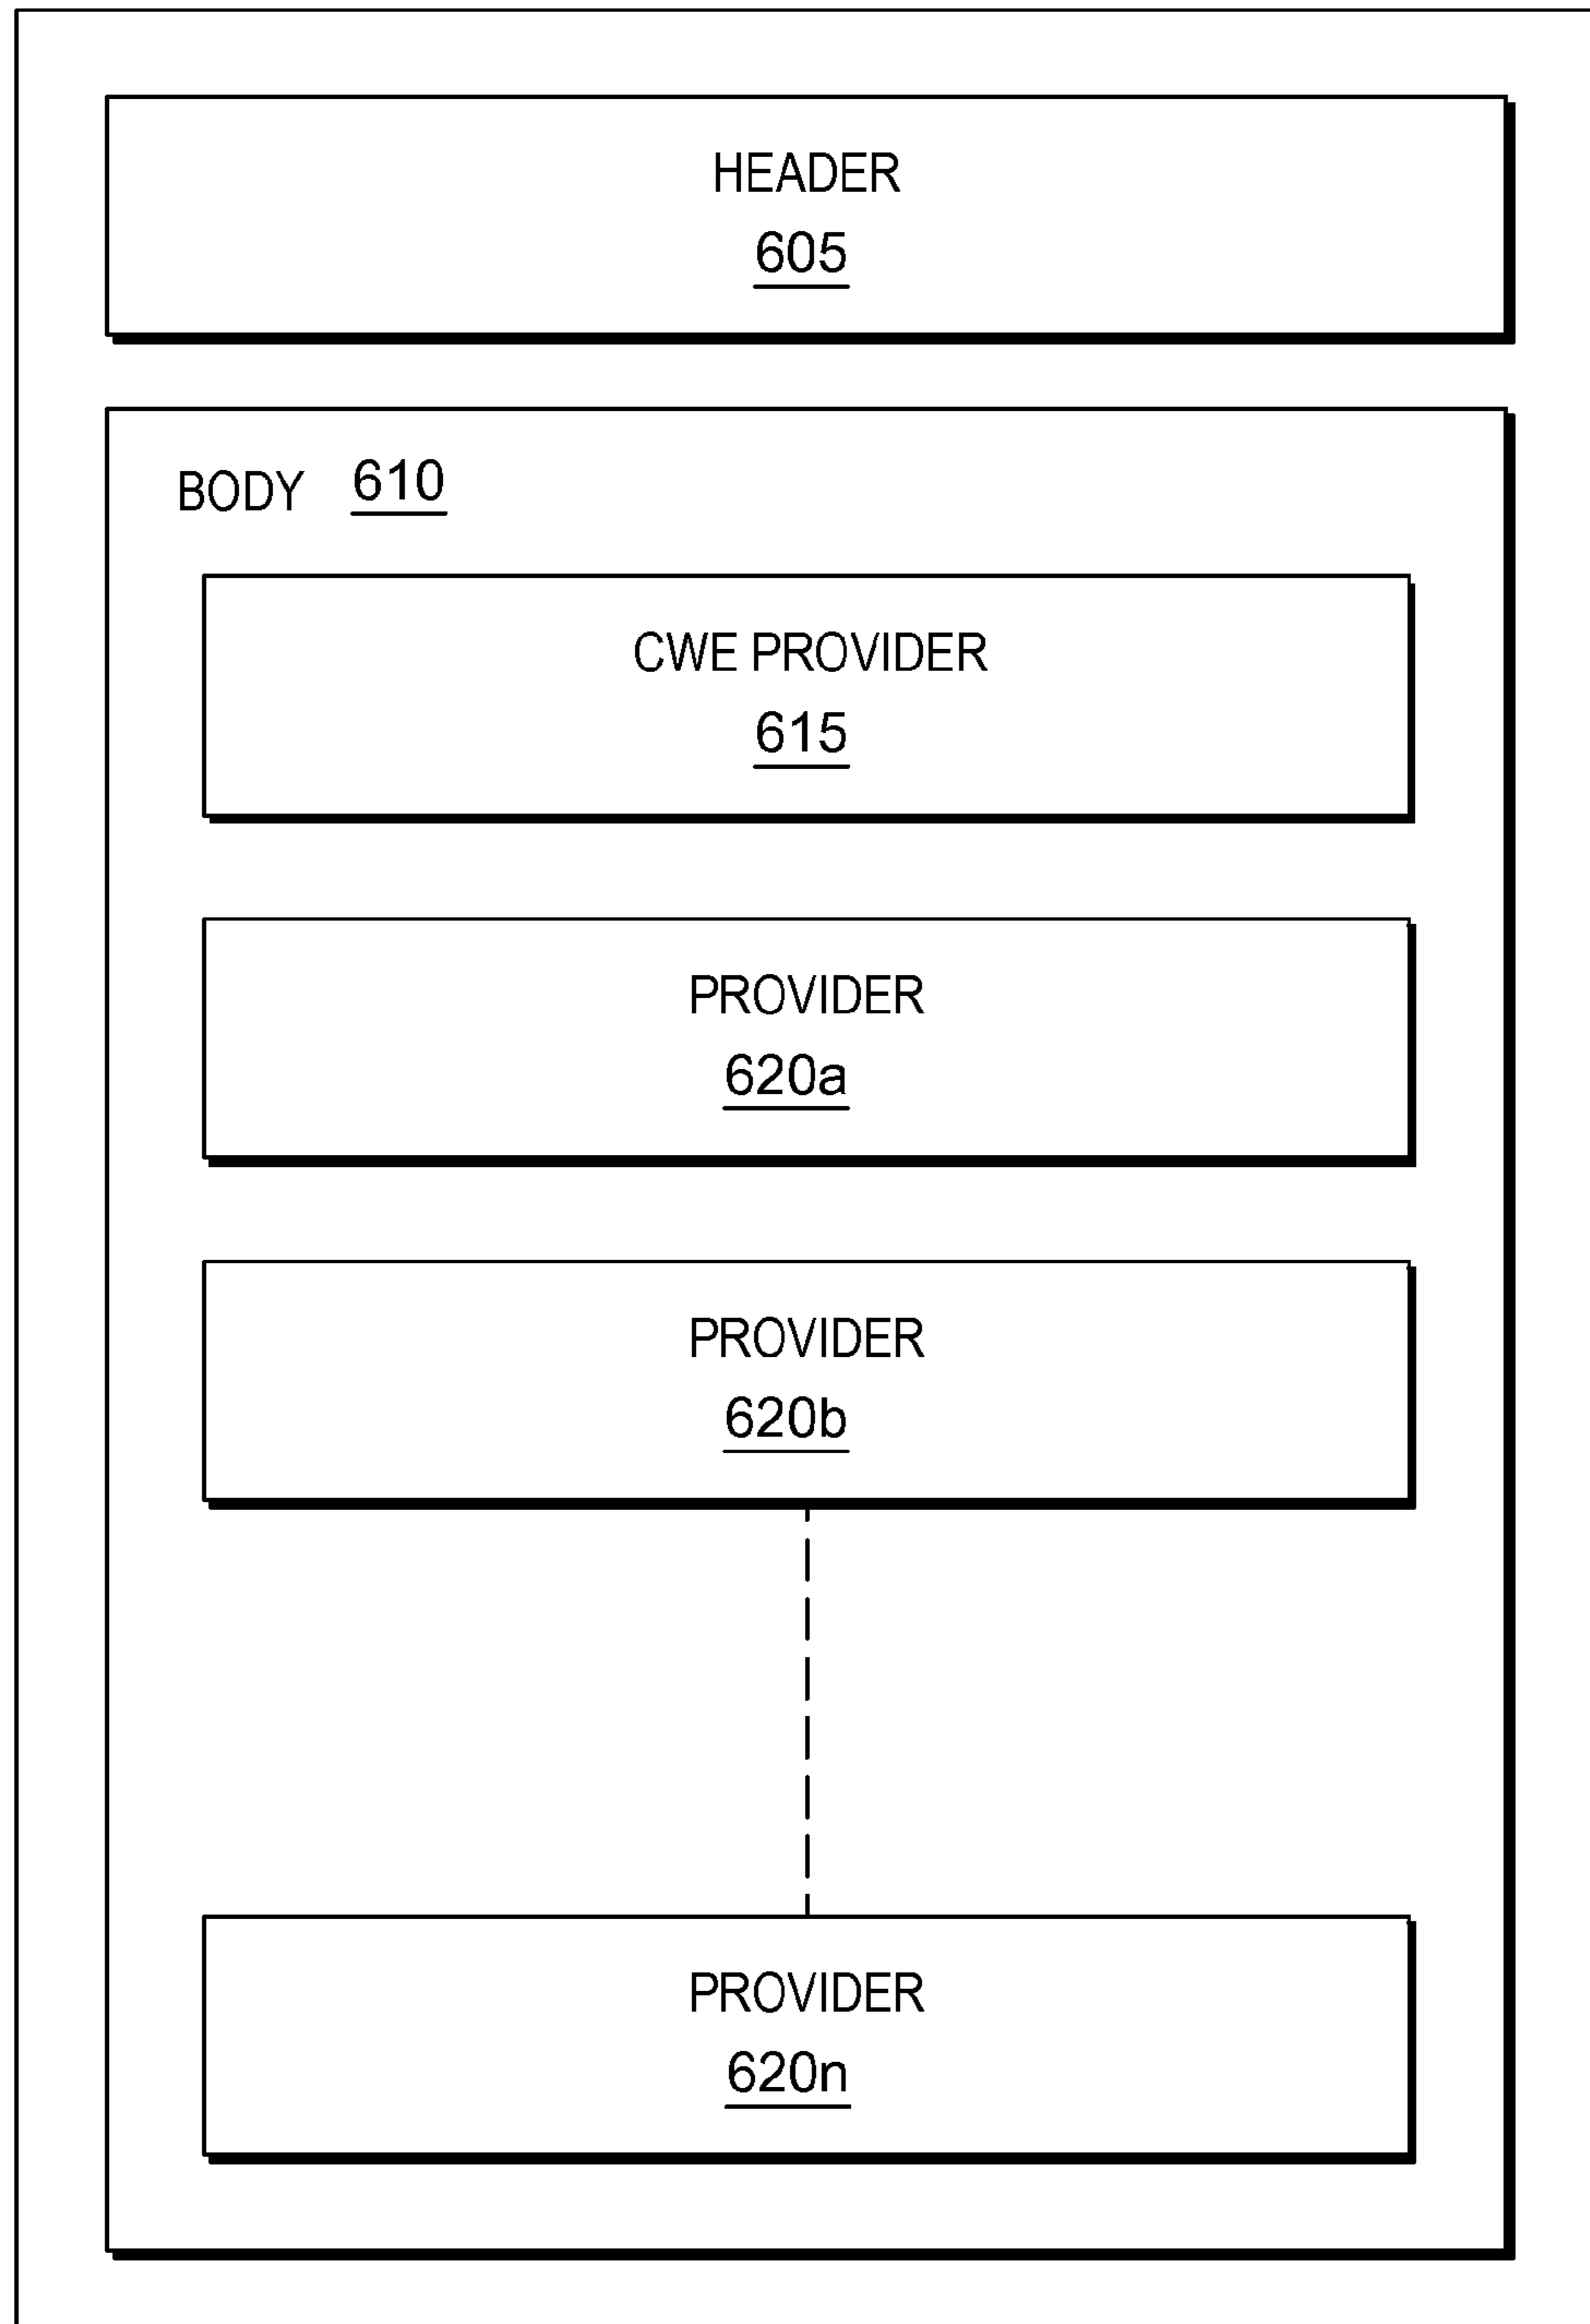 HEADER
605
BODY 610
CWE PROVIDER
615
PROVIDER
620a
PROVIDER
620b
PROVIDER
620n